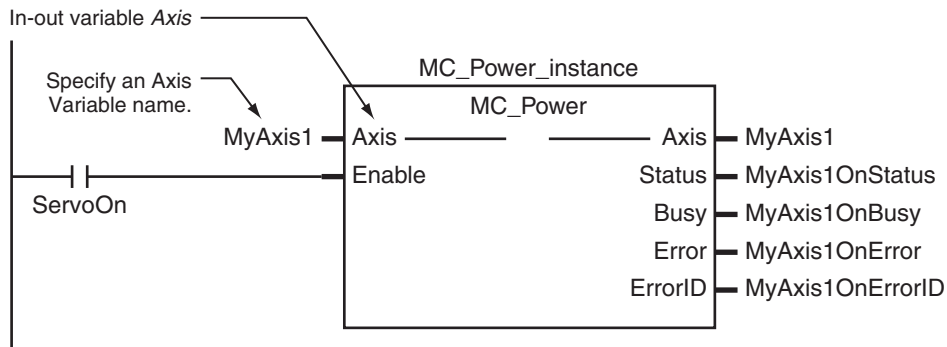 In-out variable Axis
Specify an Axis
Variable name.
MC_Power_instance
MC_Power
MyAxis1 Axis Axis MyAxis1
Enable Status MyAxis1OnStatus
ServoOn
Busy MyAxis1OnBusy
Error MyAxis1OnError
ErrorID MyAxis1OnErrorID